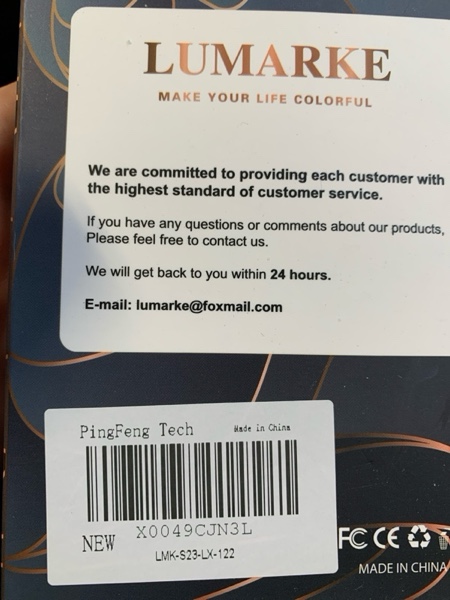 LUMARKE
MAKE YOUR LIFE COLORFUL
We are committed to providing each customer with
the highest standard of customer service.
If you have any questions or comments about our products,
Please feel free to contact us.
We will get back to you within 24 hours.
E-mail: lumarke@foxmail.com
PingFeng Tech Made in China
X0049CJN3L
NEW
LMK-S23-LX-122
FC CE
MADE IN CHINA